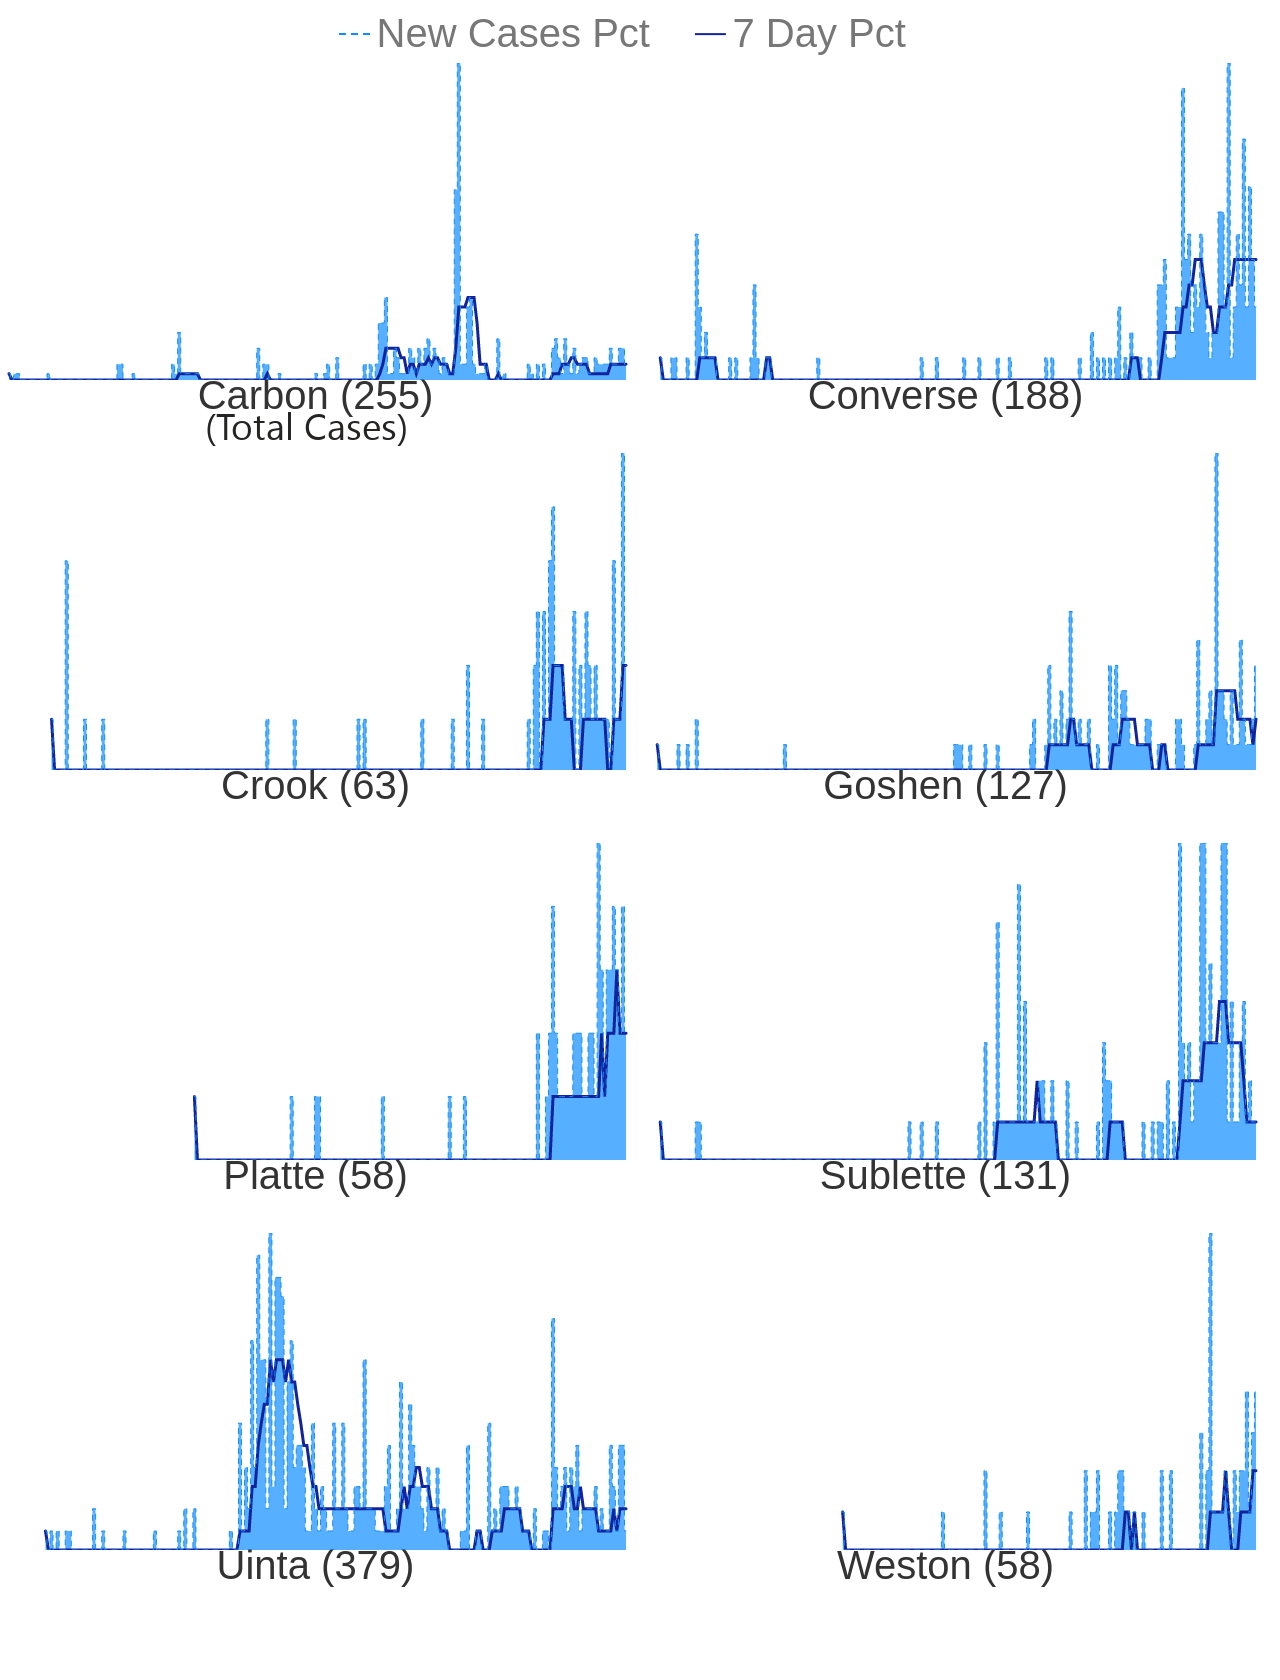 New Cases Pct 7 Day Pct
Carbon (255) Converse (188)
(Total Cases)
Crook (63) Goshen (127)
Platte (58) Sublette (131)
Uinta (379) Weston (58)